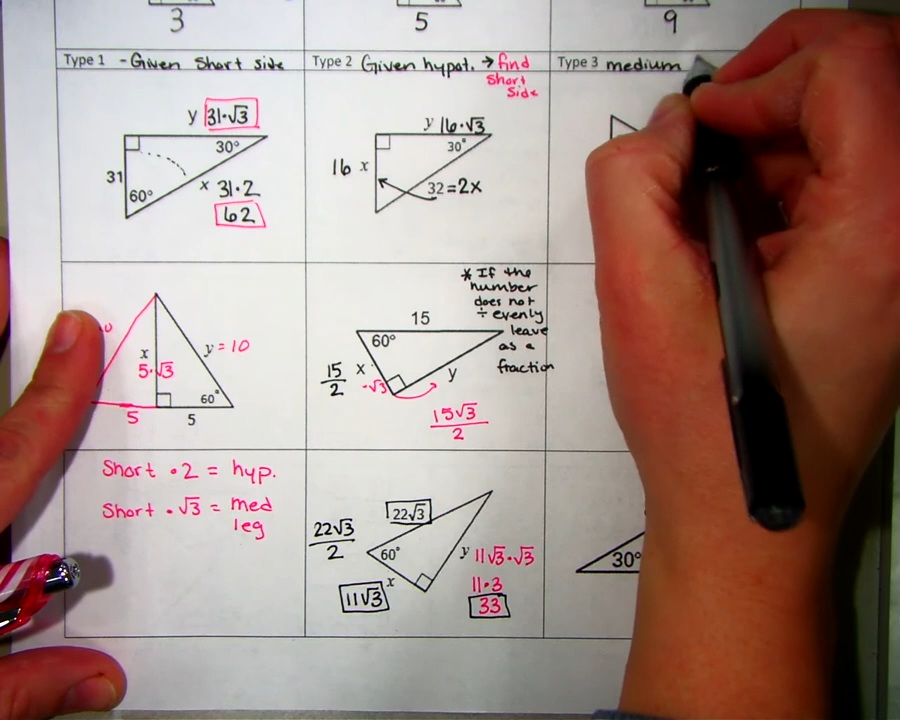 3
5
9
Type 1 - Given Short side
y 31·√3
30°
31
60°
x 31·2
62
Type 2 Given hypot. → find
Short
Side
y 16·√3
30°
16 x
32 = 2x
Type 3 medium
x
5·√3
y = 10
60°
5
5
* If the
number
does not
÷ evenly
leave
as a
fraction
15
60°
15/2
x
·√3
y
15√3/2
Short · 2 = hyp.
Short · √3 = med
leg
22√3/2
22√3
60°
x
11√3
y 11√3·√3
11·3
33
30°